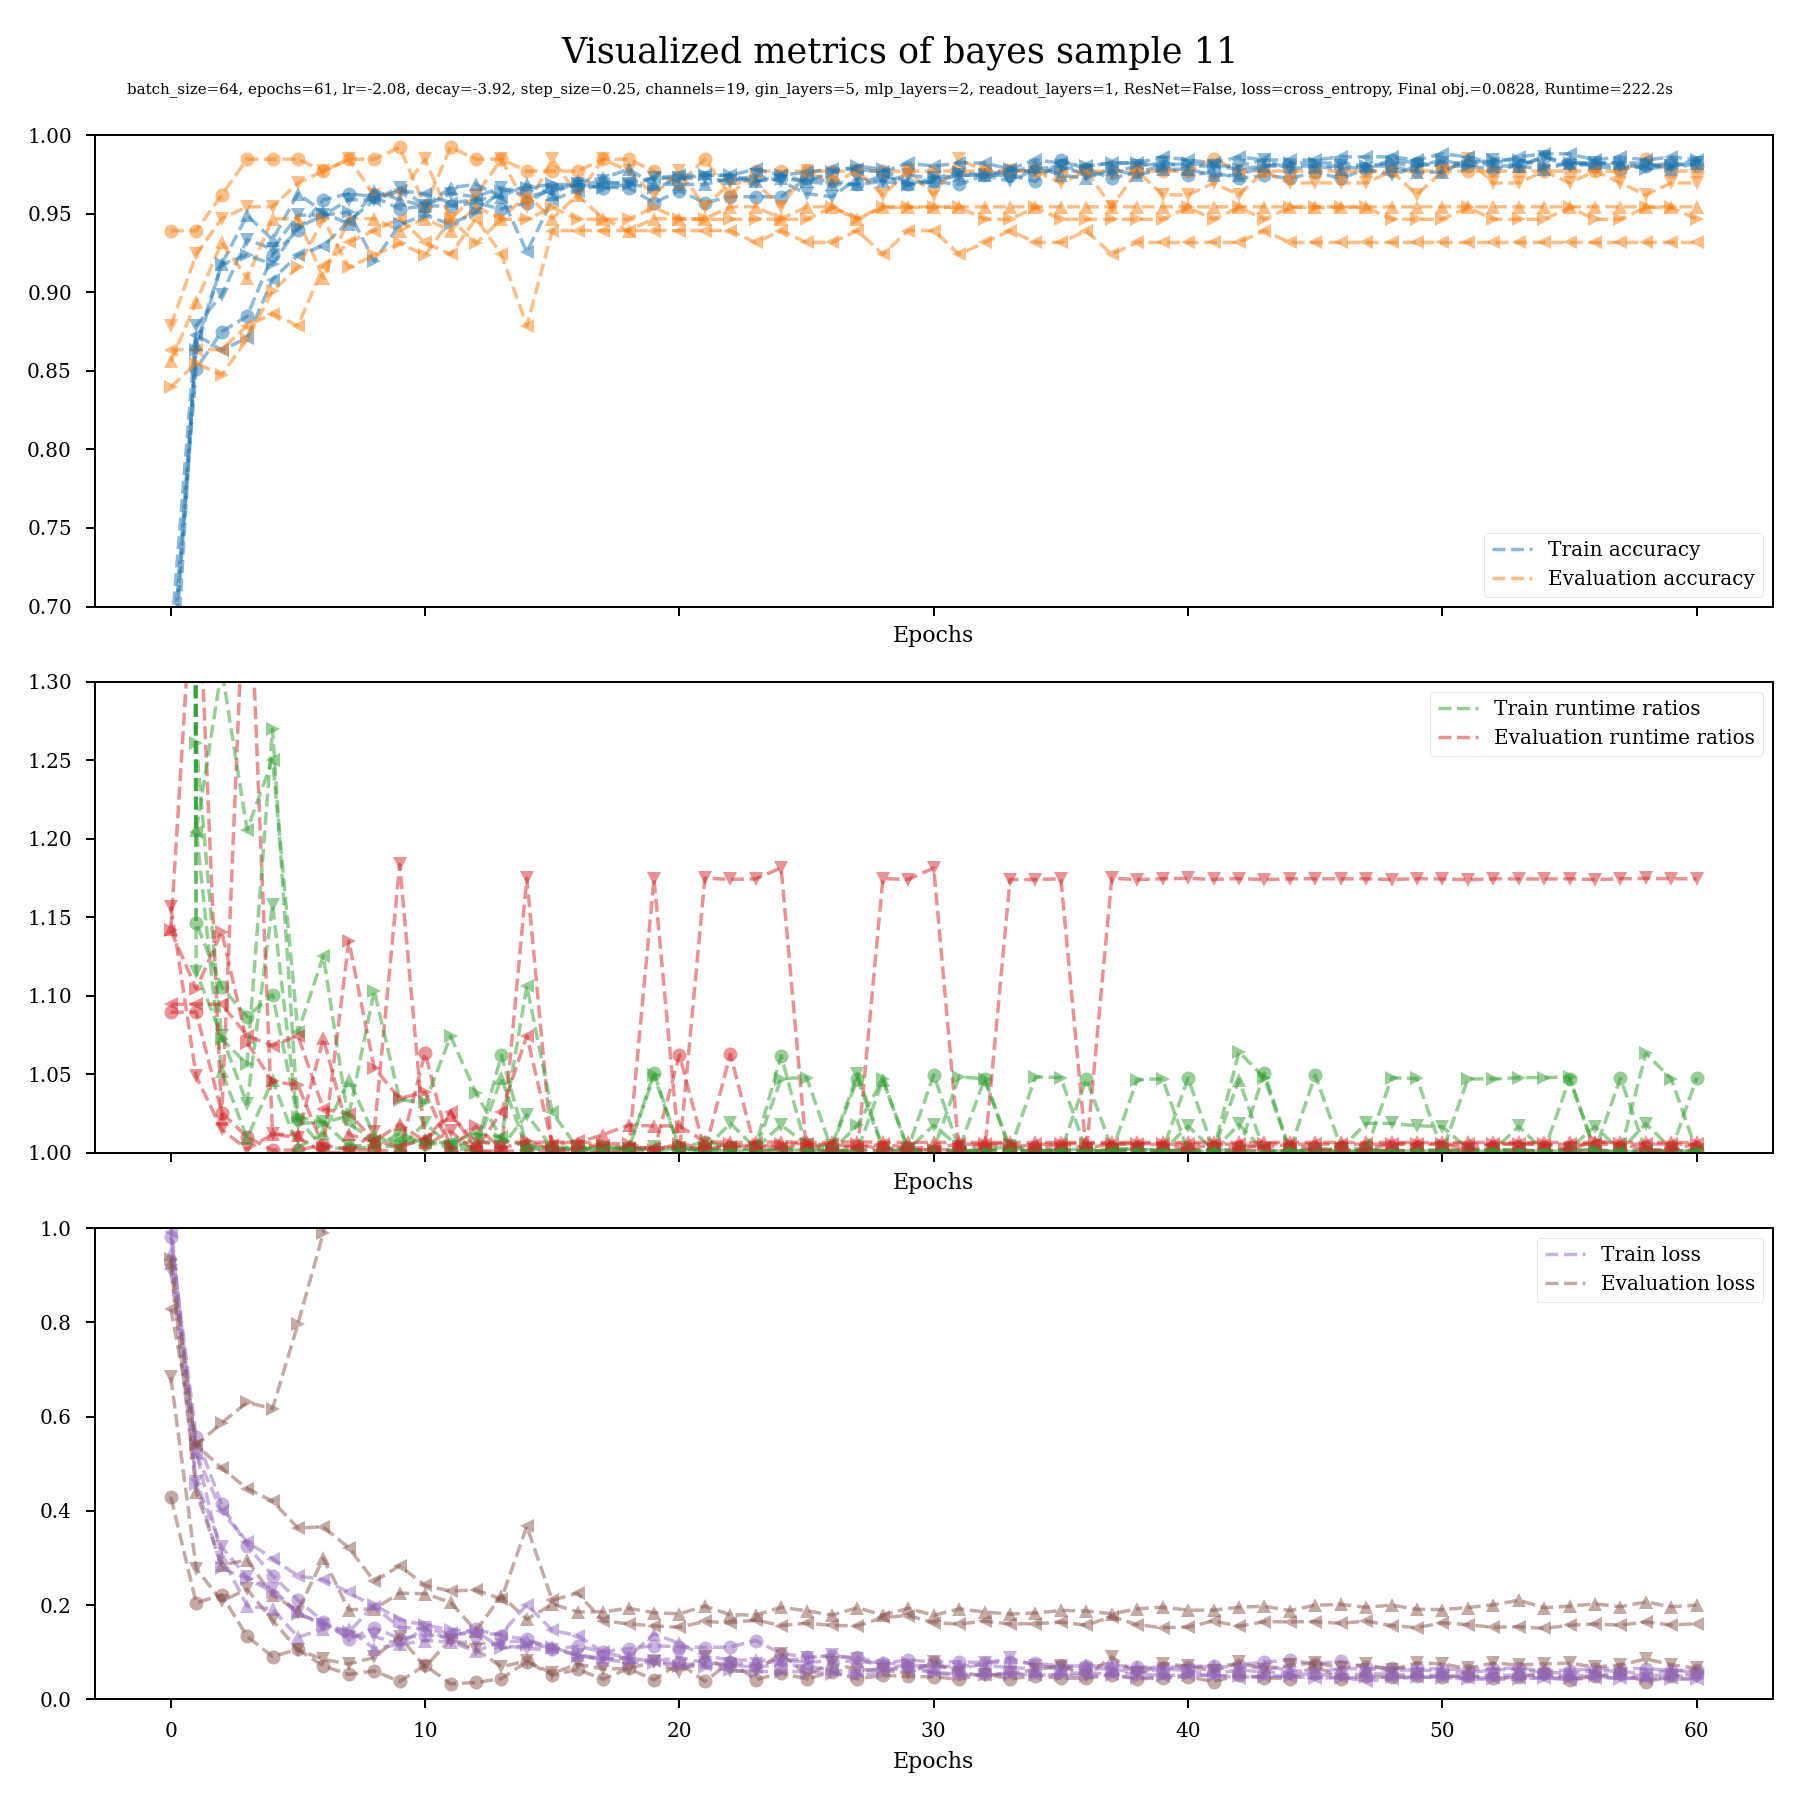 Visualized metrics of bayes sample 11
batch_size=64, epochs=61, lr=-2.08, decay=-3.92, step_size=0.25, channels=19, gin_layers=5, mlp_layers=2, readout_layers=1, ResNet=False, loss=cross_entropy, Final obj.=0.0828, Runtime=222.2s
1.00
0.95
0.90
0.85
0.80
0.75
0.70
Train accuracy
Evaluation accuracy
Epochs
1.30
1.25
1.20
1.15
1.10
1.05
1.00
Train runtime ratios
Evaluation runtime ratios
Epochs
1.0
0.8
0.6
0.4
0.2
0.0
Train loss
Evaluation loss
0 10 20 30 40 50 60
Epochs